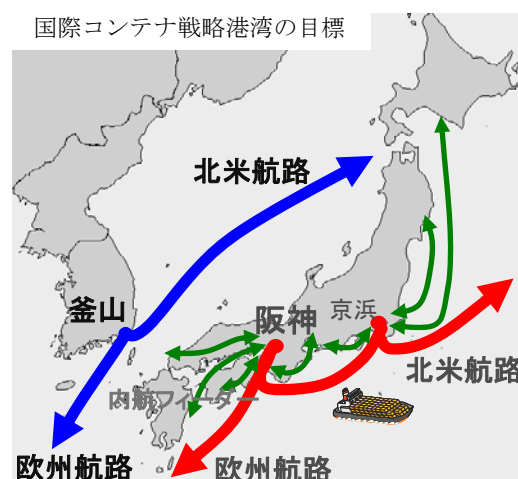 国際コンテナ戦略港湾の目標
北米航路
釜山
阪神
京浜
北米航路
内航フィーダー
欧州航路
欧州航路